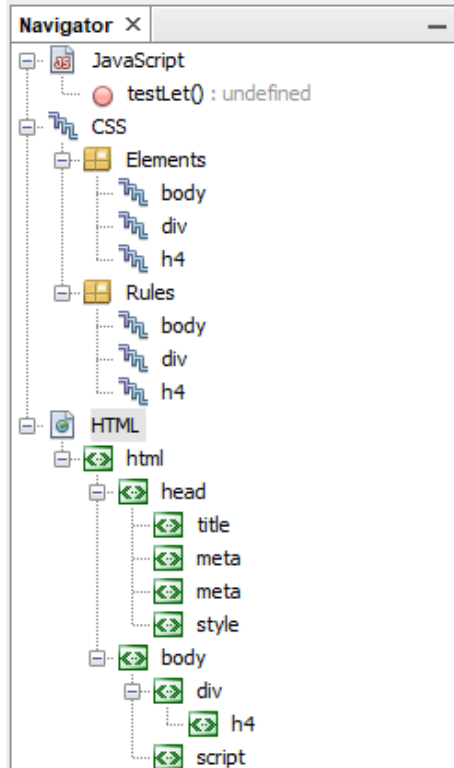 Navigator
JavaScript
testLet() : undefined
CSS
Elements
body
div
h4
Rules
body
div
h4
HTML
html
head
title
meta
meta
style
body
div
h4
script